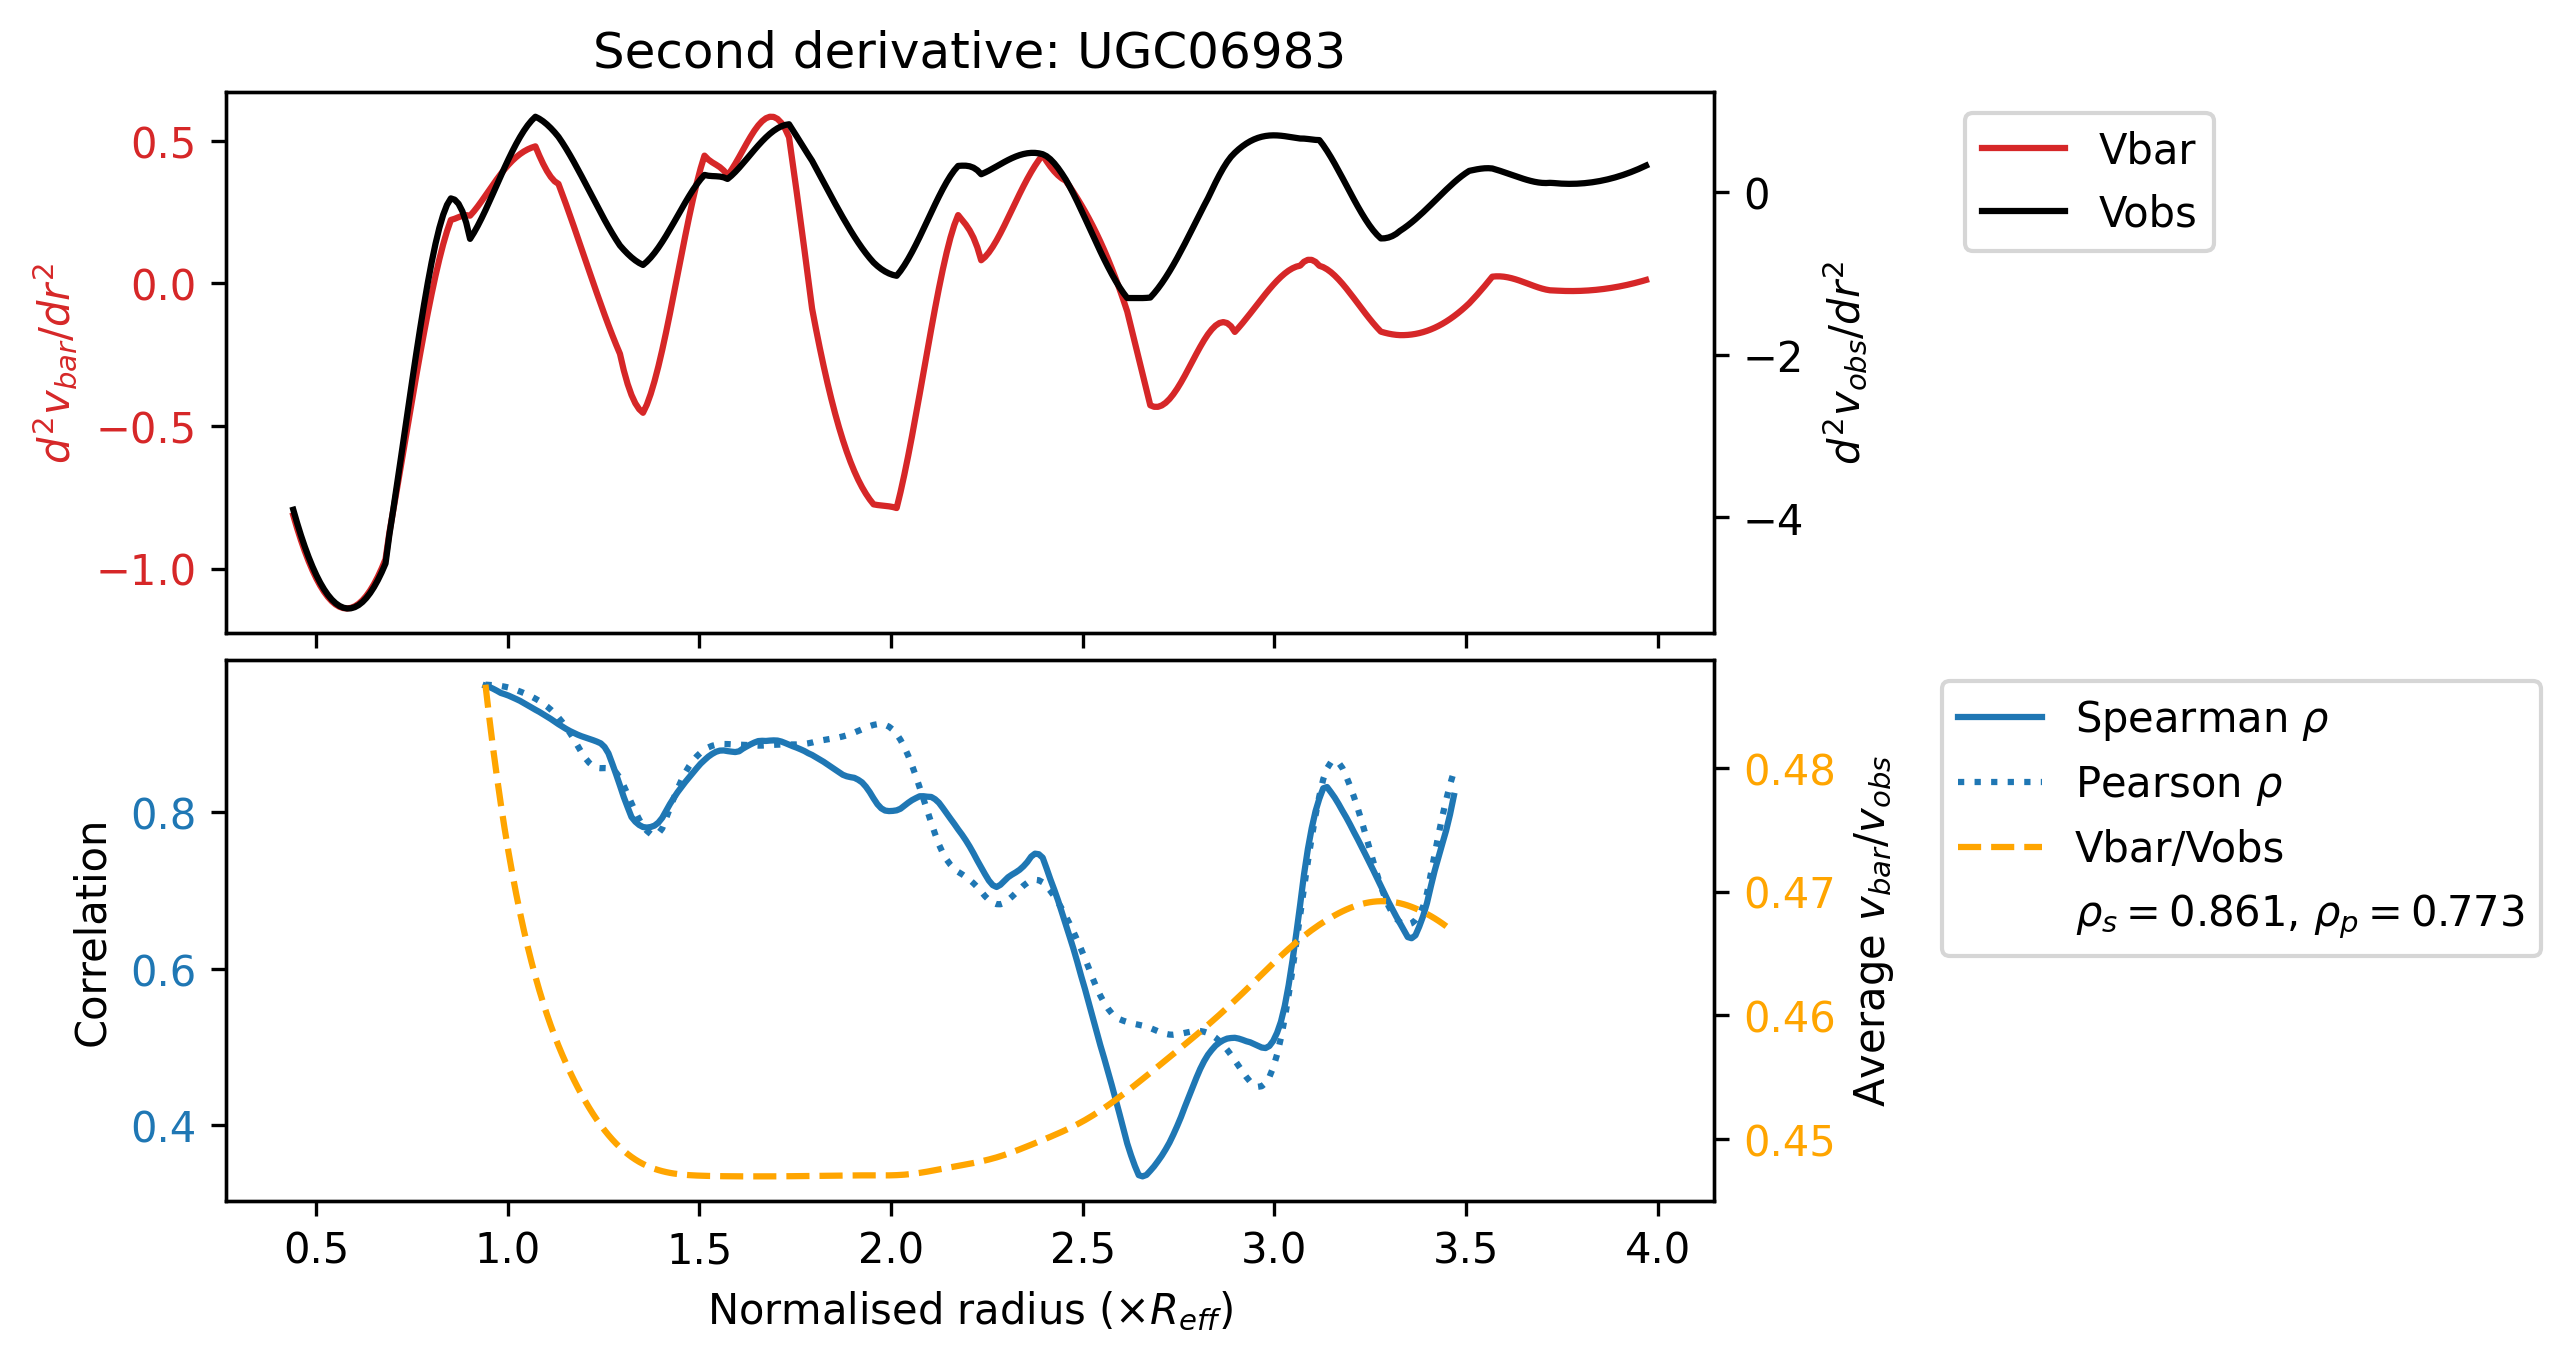 Second derivative: UGC06983
0.5
0.0
−0.5
−1.0
d²v_bar/dr²
0
−2
−4
d²v_obs/dr²
Vbar
Vobs
0.8
0.6
0.4
Correlation
0.48
0.47
0.46
0.45
Average v_bar/v_obs
Spearman ρ
Pearson ρ
Vbar/Vobs
ρ_s = 0.861, ρ_p = 0.773
0.5 1.0 1.5 2.0 2.5 3.0 3.5 4.0
Normalised radius (×R_eff)